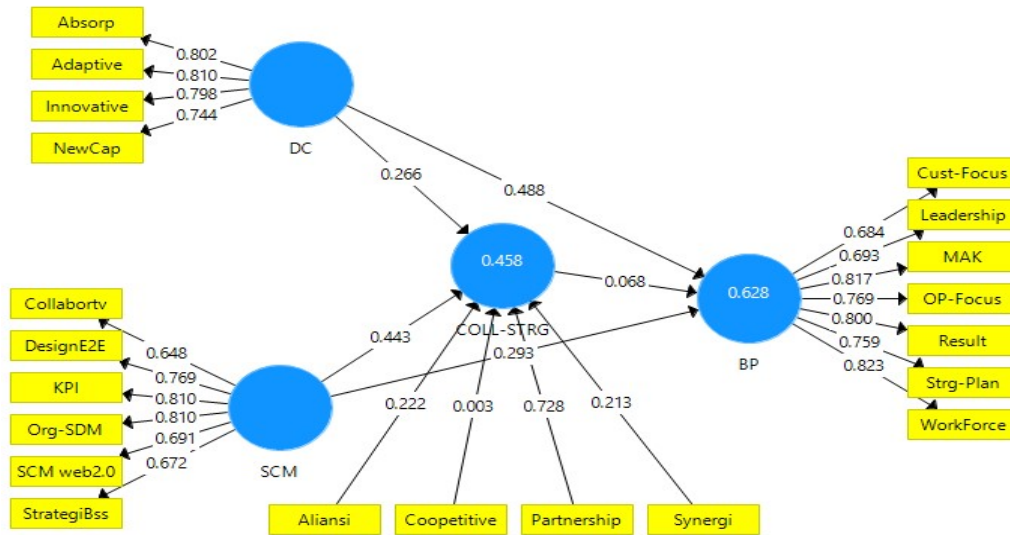 Absorp
0.802
Adaptive
0.810
Innovative
0.798
NewCap
0.744
DC
0.266
0.488
Cust-Focus
0.684
Leadership
0.693
MAK
0.817
OP-Focus
0.769
Result
0.800
Strg-Plan
0.759
WorkForce
0.823
0.458
COLL-STRG
0.068
0.628
BP
Collabortv
0.648
DesignE2E
0.769
KPI
0.810
Org-SDM
0.810
SCM web2.0
0.691
StrategiBss
0.672
SCM
0.443
0.293
0.222
0.003
0.728
0.213
Aliansi
Coopetitive
Partnership
Synergi